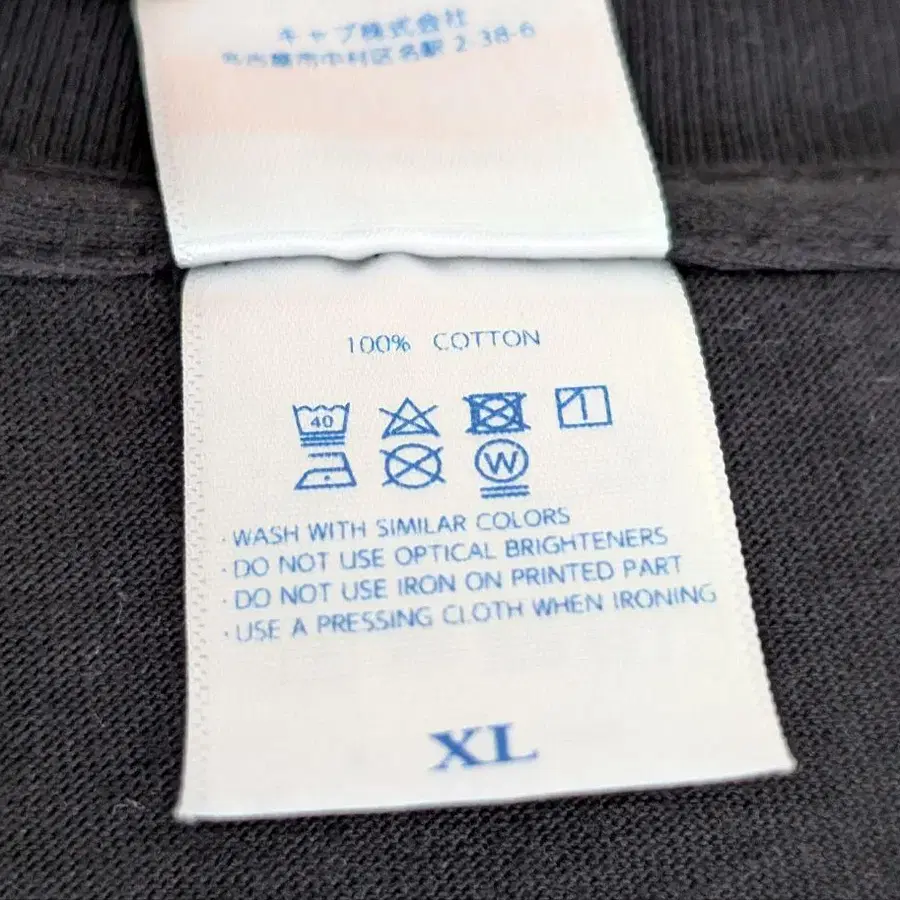 キャブ株式会社
名古屋市中村区名駅 2-38-6
100% COTTON
40
W
· WASH WITH SIMILAR COLORS
· DO NOT USE OPTICAL BRIGHTENERS
· DO NOT USE IRON ON PRINTED PART
· USE A PRESSING CLOTH WHEN IRONING
XL